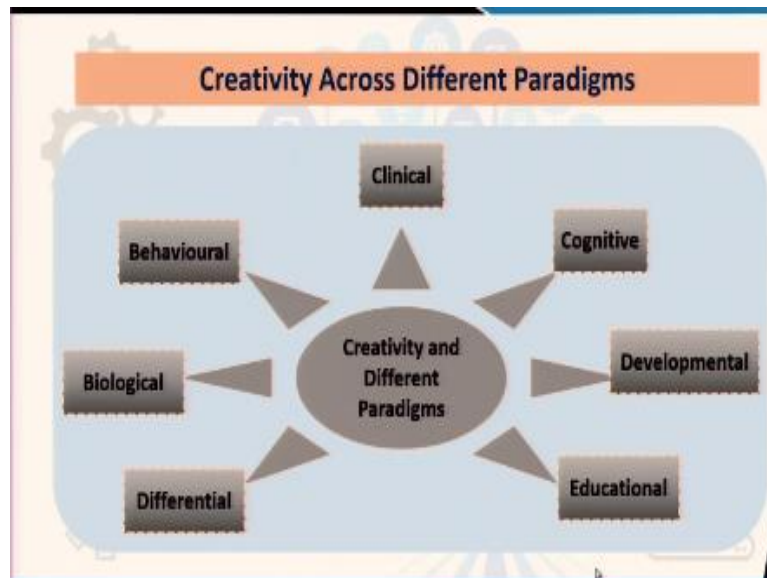 Creativity Across Different Paradigms
Clinical
Behavioural
Cognitive
Creativity and
Different
Paradigms
Developmental
Biological
Differential
Educational